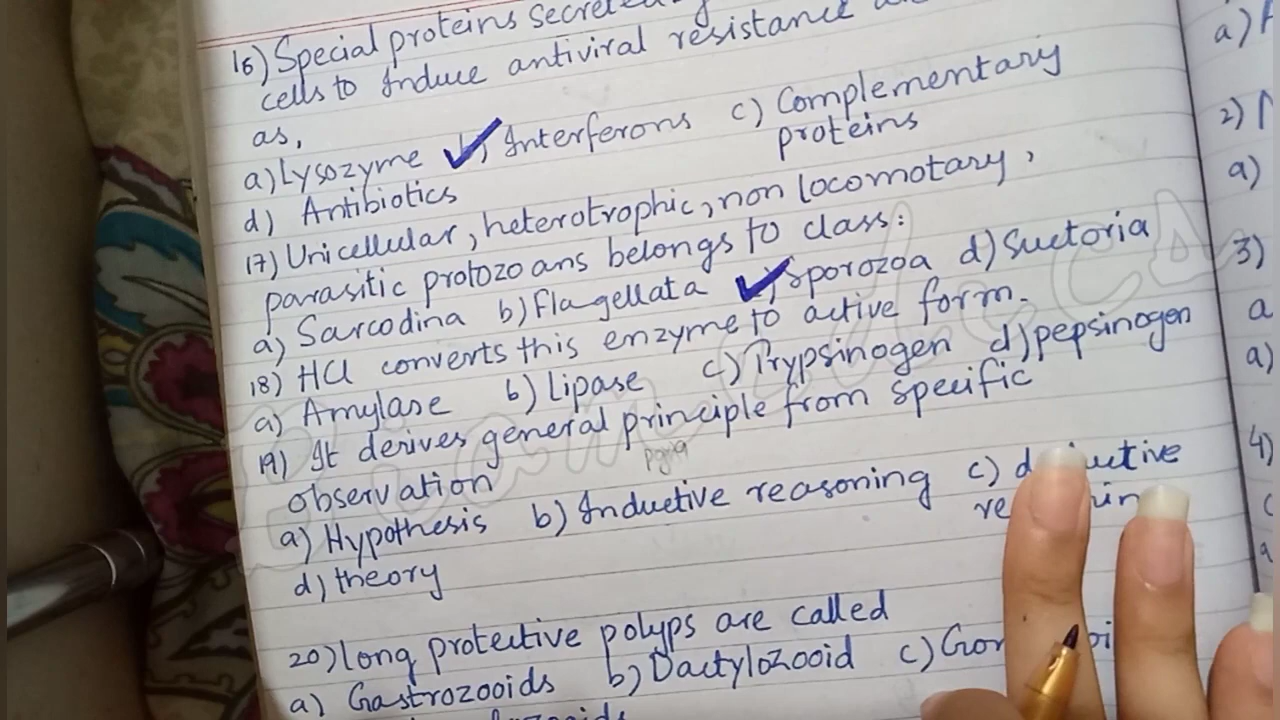 16) Special proteins
cells to Induce antiviral resistance
as,
a) Lysozyme b) Interferons c) Complementary
proteins
d) Antibiotics
17) Unicellular, heterotrophic, non locomotary,
parasitic protozoans belongs to class:
a) Sarcodina b) Flagellata c) Sporozoa d) Suctoria
18) HCl converts this enzyme to active form.
a) Amylase b) Lipase c) Trypsinogen d) pepsinogen
19) It derives general principle from specific
observation
a) Hypothesis b) Inductive reasoning c)
d) theory
20) long protective polyps are called
a) Gastrozooids b) Dactylozooid c)
a)
2)
a)
3)
a
a)
4)